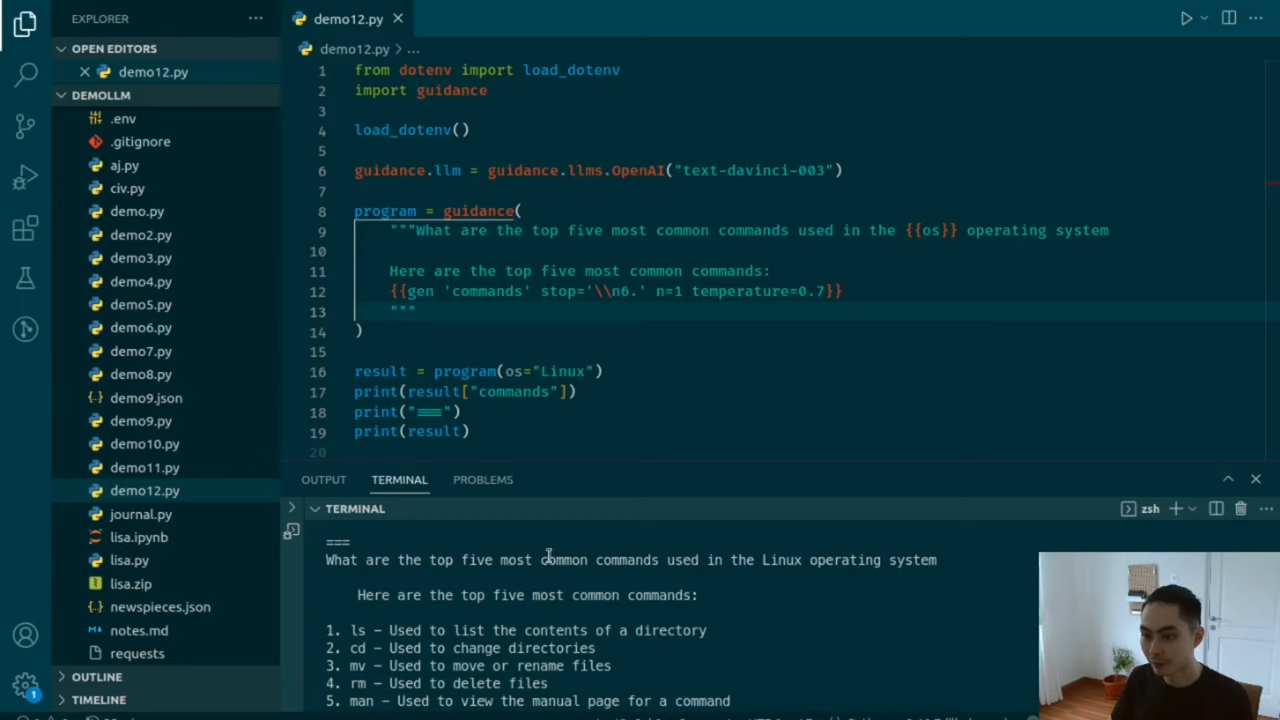 EXPLORER
OPEN EDITORS
demo12.py
DEMOLLM
.env
.gitignore
aj.py
civ.py
demo.py
demo2.py
demo3.py
demo4.py
demo5.py
demo6.py
demo7.py
demo8.py
demo9.json
demo9.py
demo10.py
demo11.py
demo12.py
journal.py
lisa.ipynb
lisa.py
lisa.zip
newspieces.json
notes.md
requests
OUTLINE
TIMELINE
1
demo12.py
demo12.py > ...
1 from dotenv import load_dotenv
2 import guidance
3
4 load_dotenv()
5
6 guidance.llm = guidance.llms.OpenAI("text-davinci-003")
7
8 program = guidance(
9 """What are the top five most common commands used in the {{os}} operating system
10
11 Here are the top five most common commands:
12 {{gen 'commands' stop='\\n6.' n=1 temperature=0.7}}
13 """
14 )
15
16 result = program(os="Linux")
17 print(result["commands"])
18 print("===")
19 print(result)
20
OUTPUT TERMINAL PROBLEMS
TERMINAL
zsh
===
What are the top five most common commands used in the Linux operating system
Here are the top five most common commands:
1. ls - Used to list the contents of a directory
2. cd - Used to change directories
3. mv - Used to move or rename files
4. rm - Used to delete files
5. man - Used to view the manual page for a command